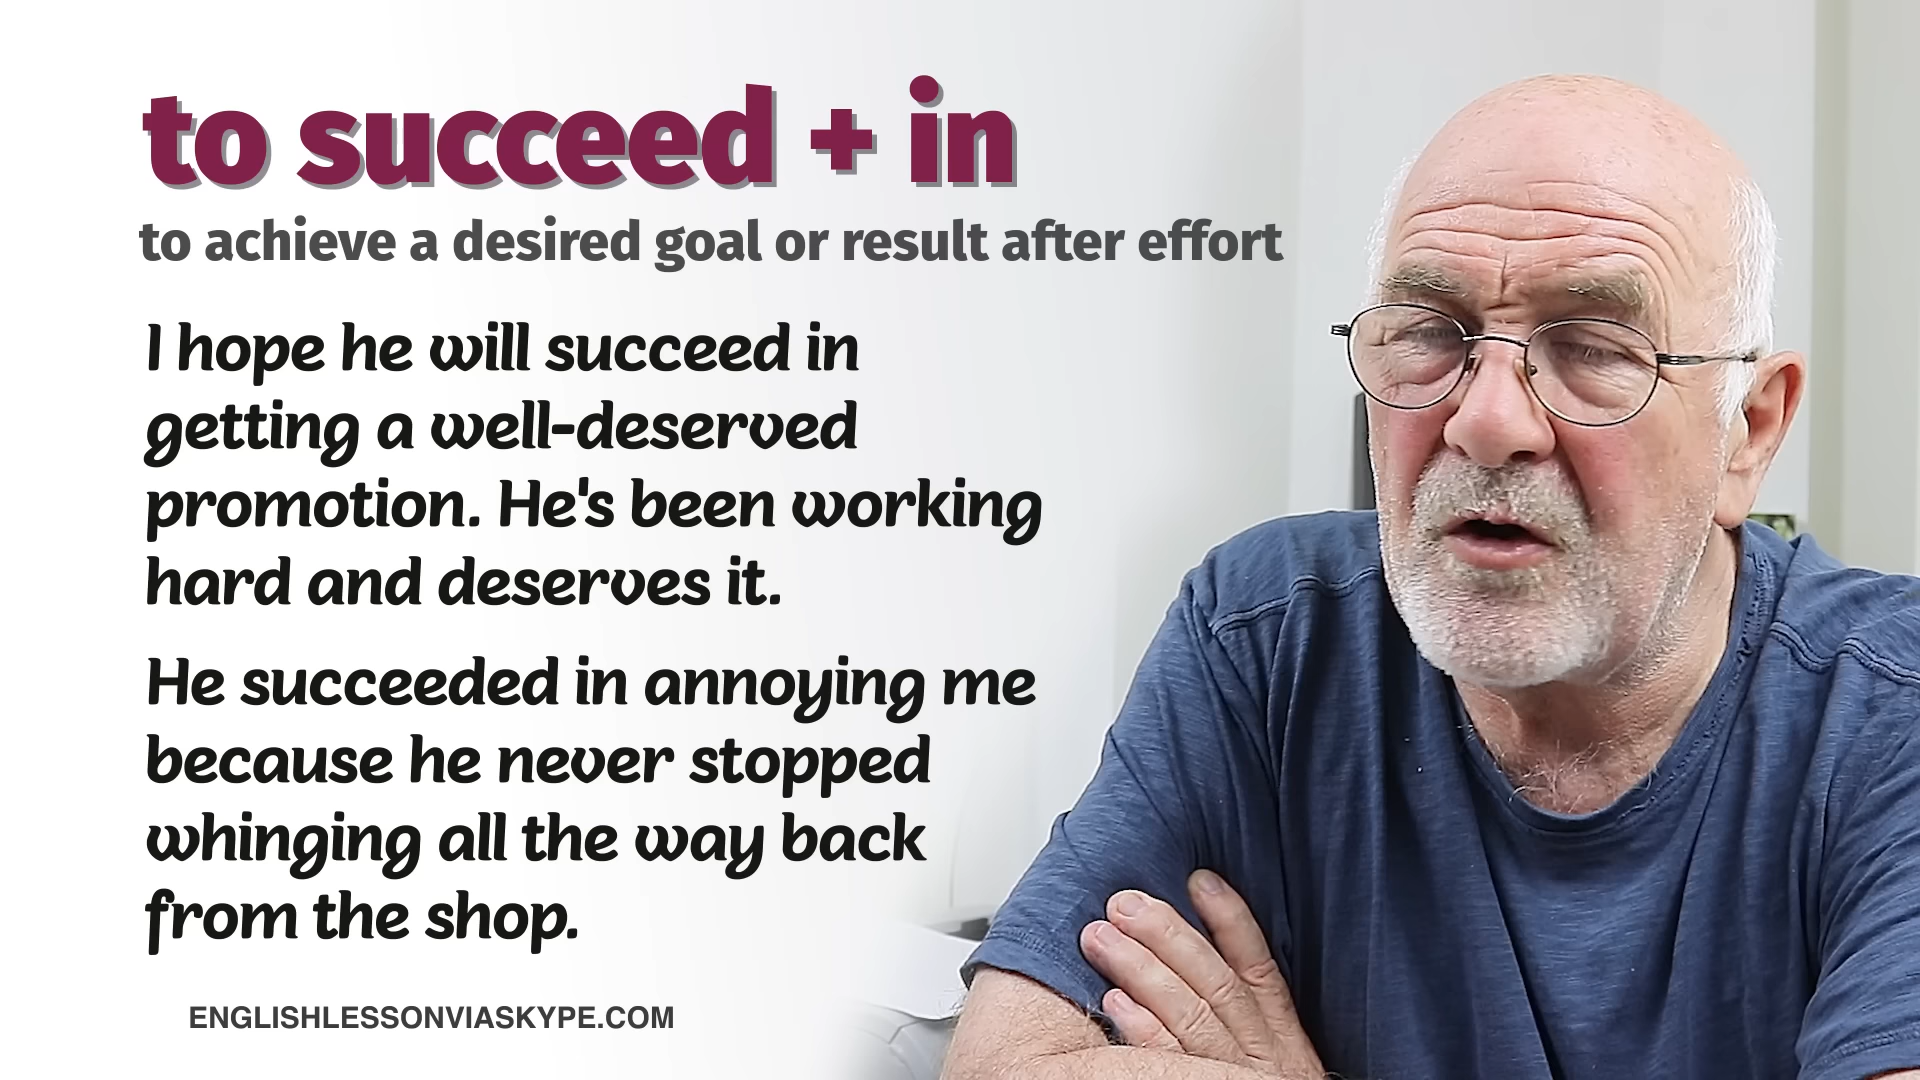 to succeed + in
to achieve a desired goal or result after effort
I hope he will succeed in
getting a well-deserved
promotion. He's been working
hard and deserves it.
He succeeded in annoying me
because he never stopped
whinging all the way back
from the shop.
ENGLISHLESSONVIASKYPE.COM